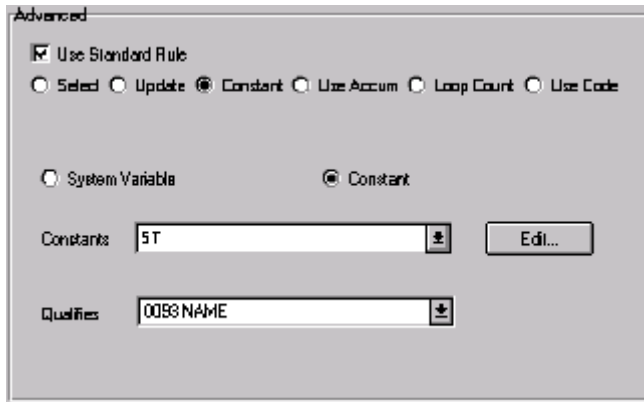 Advanced
Use Standard Rule
Select Update Constant Use Accum Loop Count Use Code
System Variable Constant
Constants ST Edit...
Qualifies 0093 NAME